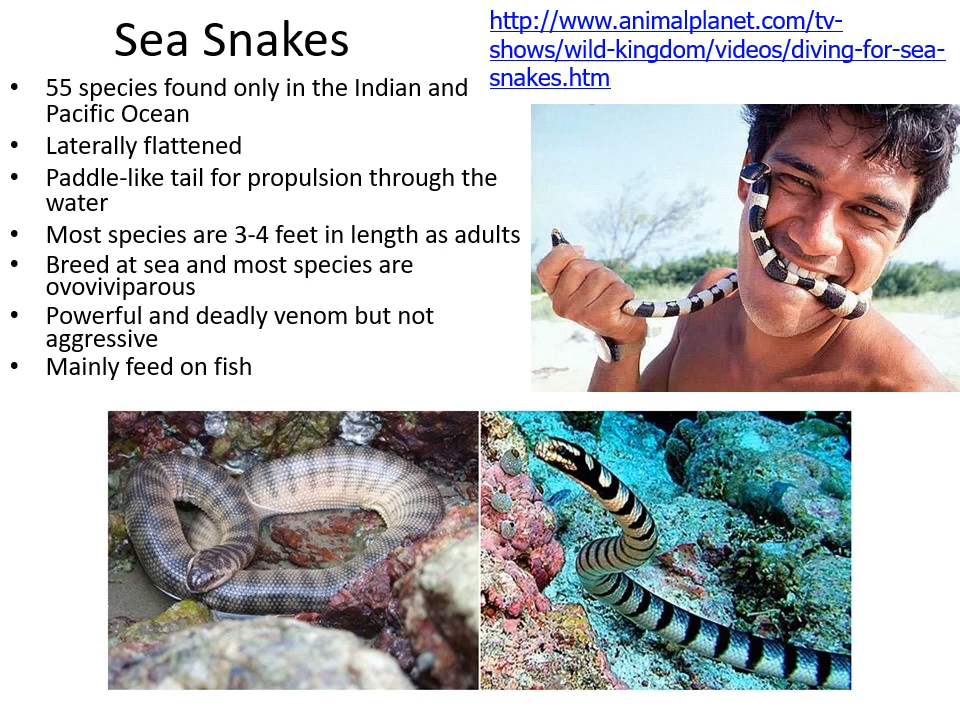 Sea Snakes
http://www.animalplanet.com/tv-
shows/wild-kingdom/videos/diving-for-sea-
snakes.htm
• 55 species found only in the Indian and
Pacific Ocean
• Laterally flattened
• Paddle-like tail for propulsion through the
water
• Most species are 3-4 feet in length as adults
• Breed at sea and most species are
ovoviviparous
• Powerful and deadly venom but not
aggressive
• Mainly feed on fish